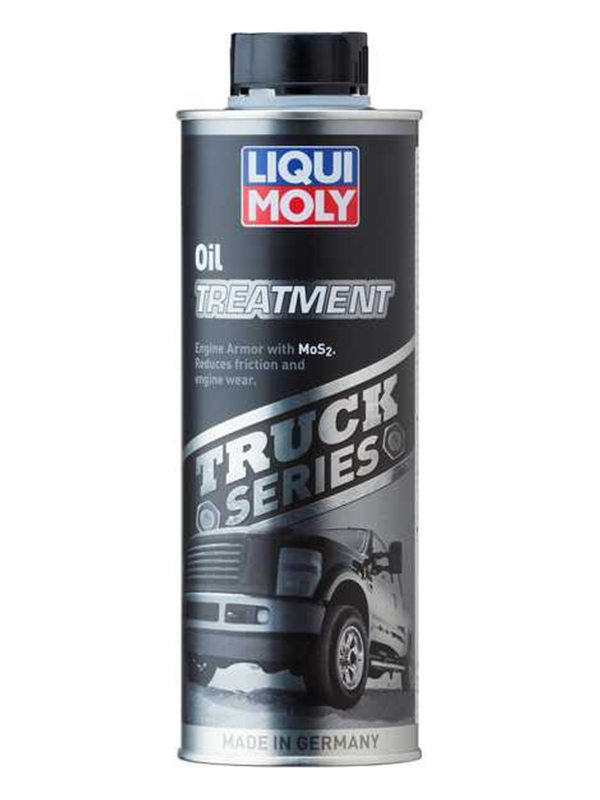 LIQUI
MOLY
Oil
TREATMENT
Engine Armor with MoS2.
Reduces friction and
engine wear.
TRUCK
SERIES
MADE IN GERMANY